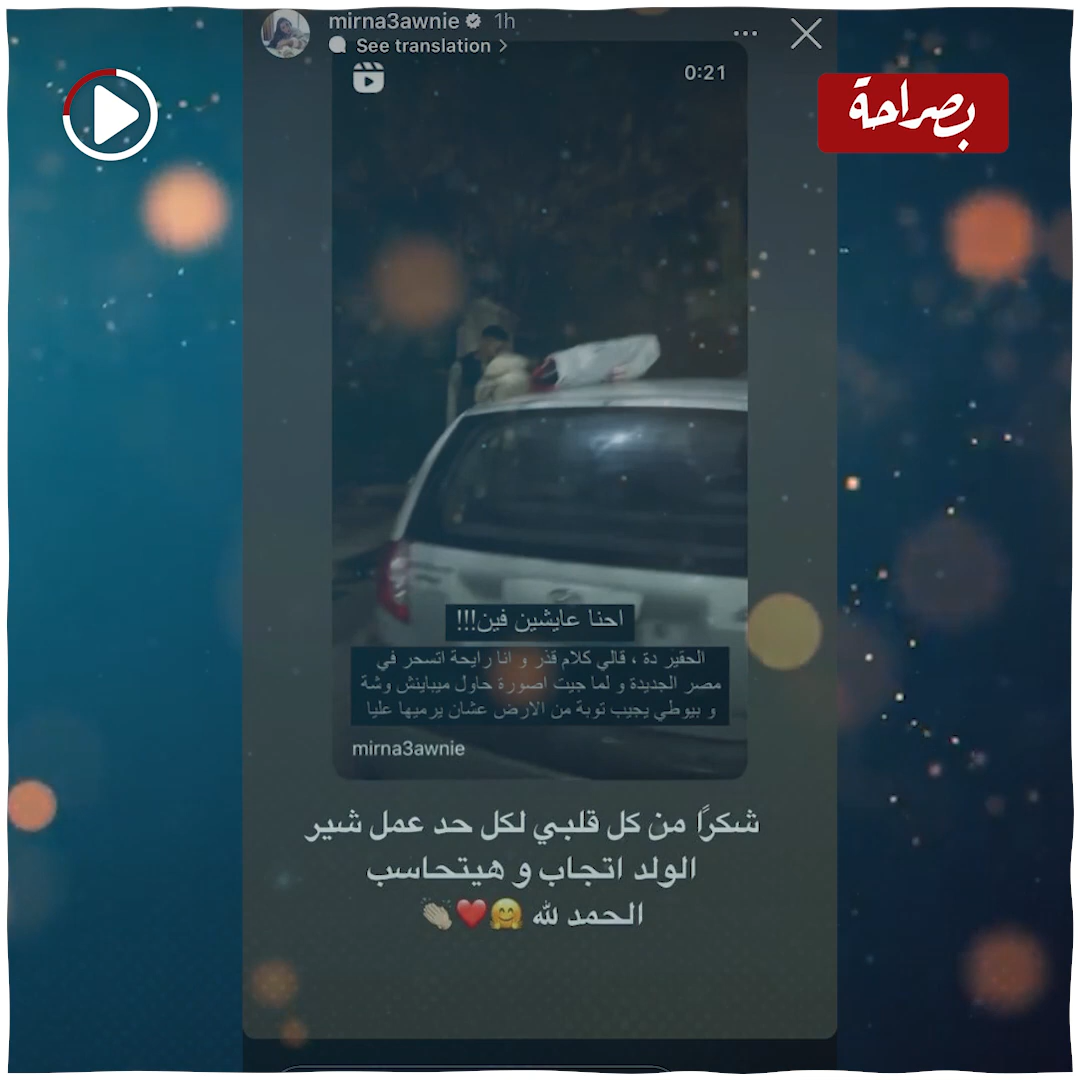 mirna3awnie 1h
See translation
0:21
بصراحة
احنا عايشين فين!!!
الحقير دة ، قالي كلام قذر و انا رايحة اتسحر في
مصر الجديدة و لما جيت اصورة حاول ميباينش وشة
و بيوطي يجيب توبة من الارض عشان يرميها عليا
mirna3awnie
شكرًا من كل قلبي لكل حد عمل شير
الولد اتجاب و هيتحاسب
الحمد لله 🤗❤️👏🏻